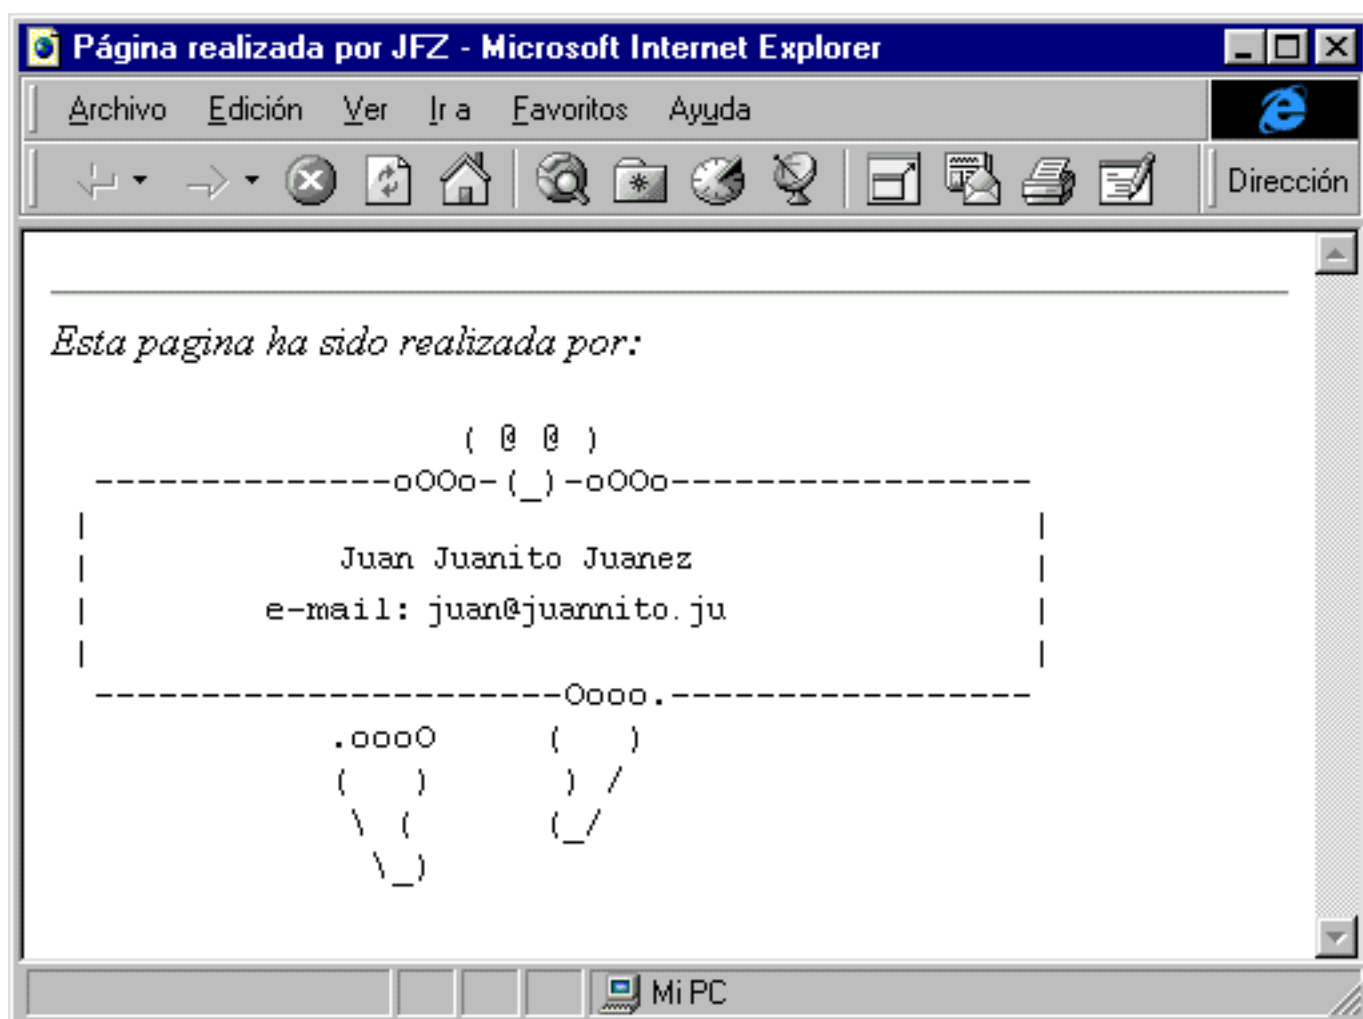 Página realizada por JFZ - Microsoft Internet Explorer
Archivo Edición Ver Ir a Favoritos Ayuda
Dirección
Esta pagina ha sido realizada por:
( @ @ )
--------------oOOo-(_)-oOOo-----------------
| |
| Juan Juanito Juanez |
| e-mail: juan@juannito.ju |
| |
----------------------Oooo.-----------------
.oooO ( )
( ) ) /
\ ( (_/
\_)
Mi PC